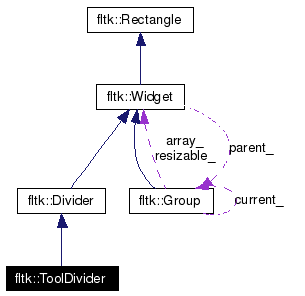 fltk::Rectangle
fltk::Widget
array_
resizable_
parent_
fltk::Divider
fltk::Group
current_
fltk::ToolDivider